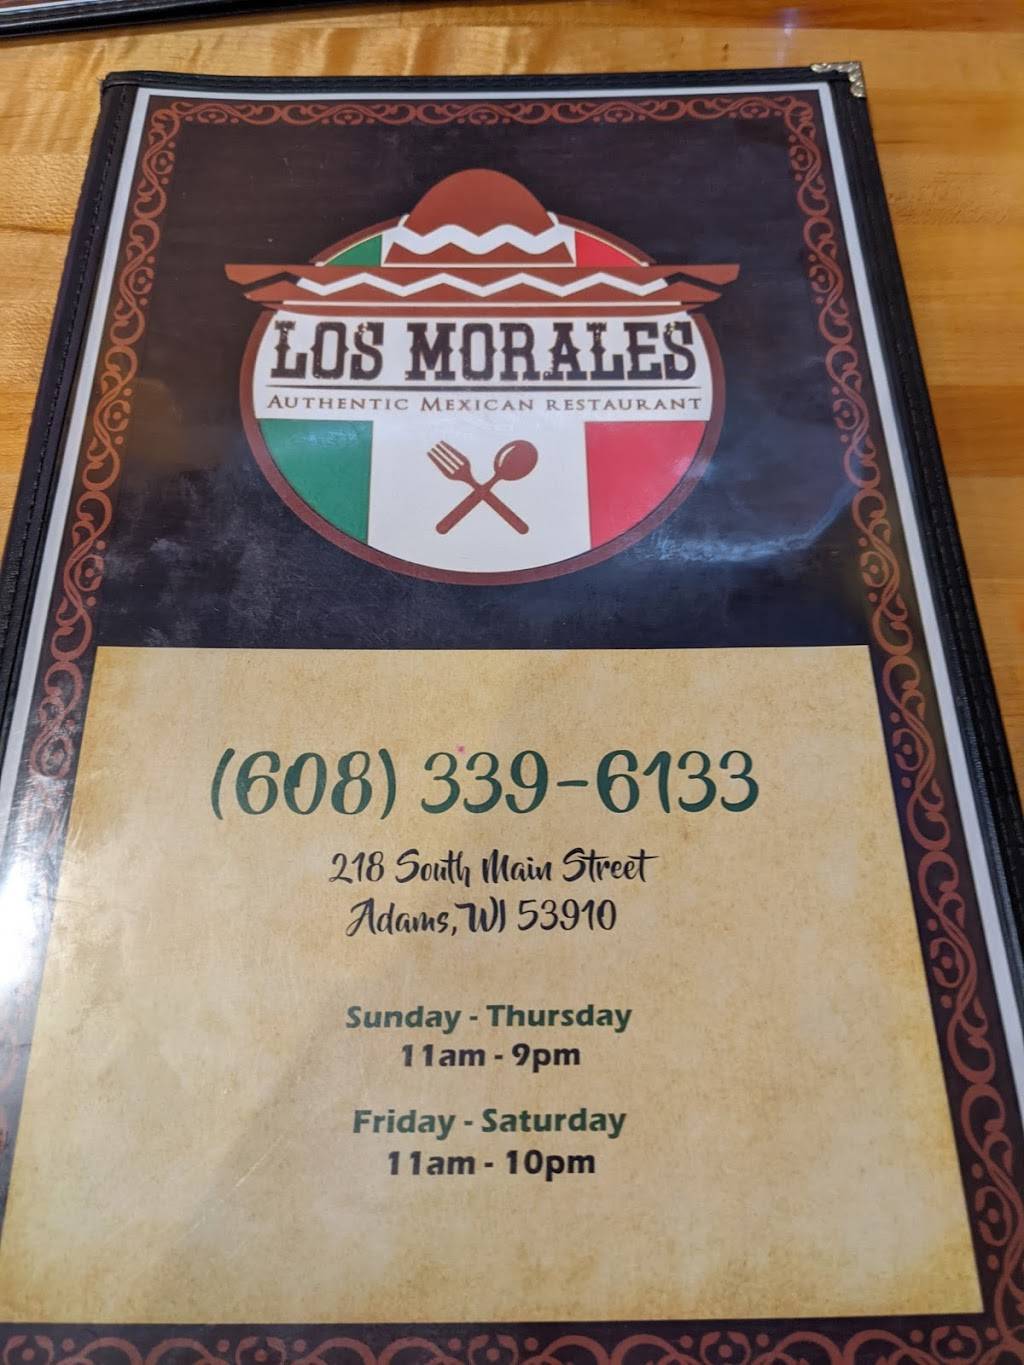 LOS MORALES
AUTHENTIC MEXICAN RESTAURANT
(608) 339-6133
218 South Main Street
Adams, WI 53910
Sunday - Thursday
11am - 9pm
Friday - Saturday
11am - 10pm